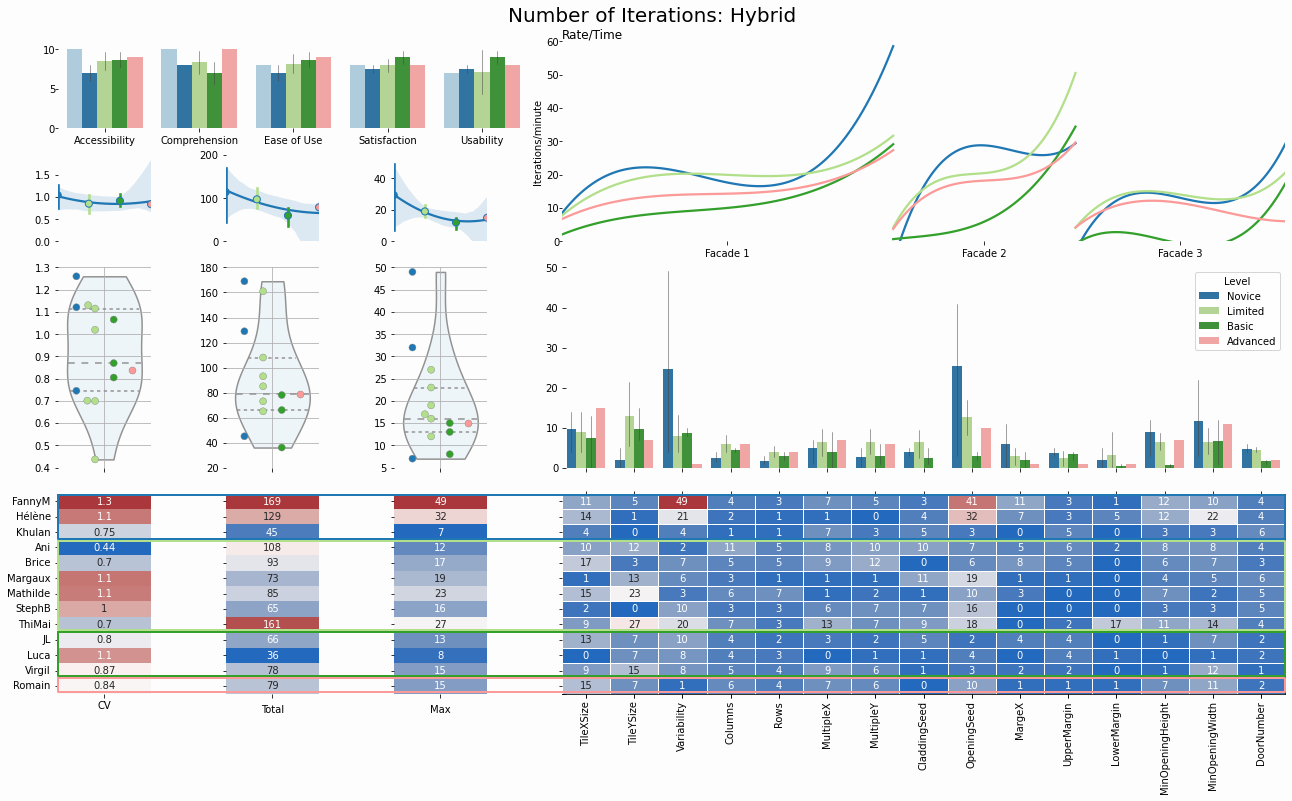 Number of Iterations: Hybrid
Rate/Time
10
5
0
Accessibility Comprehension Ease of Use Satisfaction Usability
60
50
40
30
20
10
0
Iterations/minute
Facade 1 Facade 2 Facade 3
1.5
1.0
0.5
0.0
200
100
0
40
20
0
1.3
1.2
1.1
1.0
0.9
0.8
0.7
0.6
0.5
0.4
180
160
140
120
100
80
60
40
20
50
45
40
35
30
25
20
15
10
5
50
40
30
20
10
0
Level
Novice
Limited
Basic
Advanced
FannyM 1.3 169 49 11 5 49 4 3 7 5 3 41 11 3 1 12 10 4
Hélène 1.1 129 32 14 1 21 2 1 1 0 4 32 7 3 5 12 22 4
Khulan 0.75 45 7 4 0 4 1 1 7 3 5 3 0 5 0 3 3 6
Ani 0.44 108 12 10 12 2 11 5 8 10 10 7 5 6 2 8 8 4
Brice 0.7 93 17 17 3 7 5 5 9 12 0 6 8 5 0 6 7 3
Margaux 1.1 73 19 1 13 6 3 1 1 1 11 19 1 1 0 4 5 6
Mathilde 1.1 85 23 15 23 3 6 7 1 2 1 10 3 0 0 7 2 5
StephB 1 65 16 2 0 10 3 3 6 7 7 16 0 0 0 3 3 5
ThiMai 0.7 161 27 9 27 20 7 3 13 7 9 18 0 2 17 11 14 4
JL 0.8 66 13 13 7 10 4 2 3 2 5 2 4 4 0 1 7 2
Luca 1.1 36 8 0 7 8 4 3 0 1 1 4 0 4 1 0 1 2
Virgil 0.87 78 15 9 15 8 5 4 9 6 1 3 2 2 0 1 12 1
Romain 0.84 79 15 15 7 1 6 4 7 6 0 10 1 1 1 7 11 2
CV Total Max
TileXSize
TileYSize
Variability
Columns
Rows
MultipleX
MultipleY
CladdingSeed
OpeningSeed
MargeX
UpperMargin
LowerMargin
MinOpeningHeight
MinOpeningWidth
DoorNumber